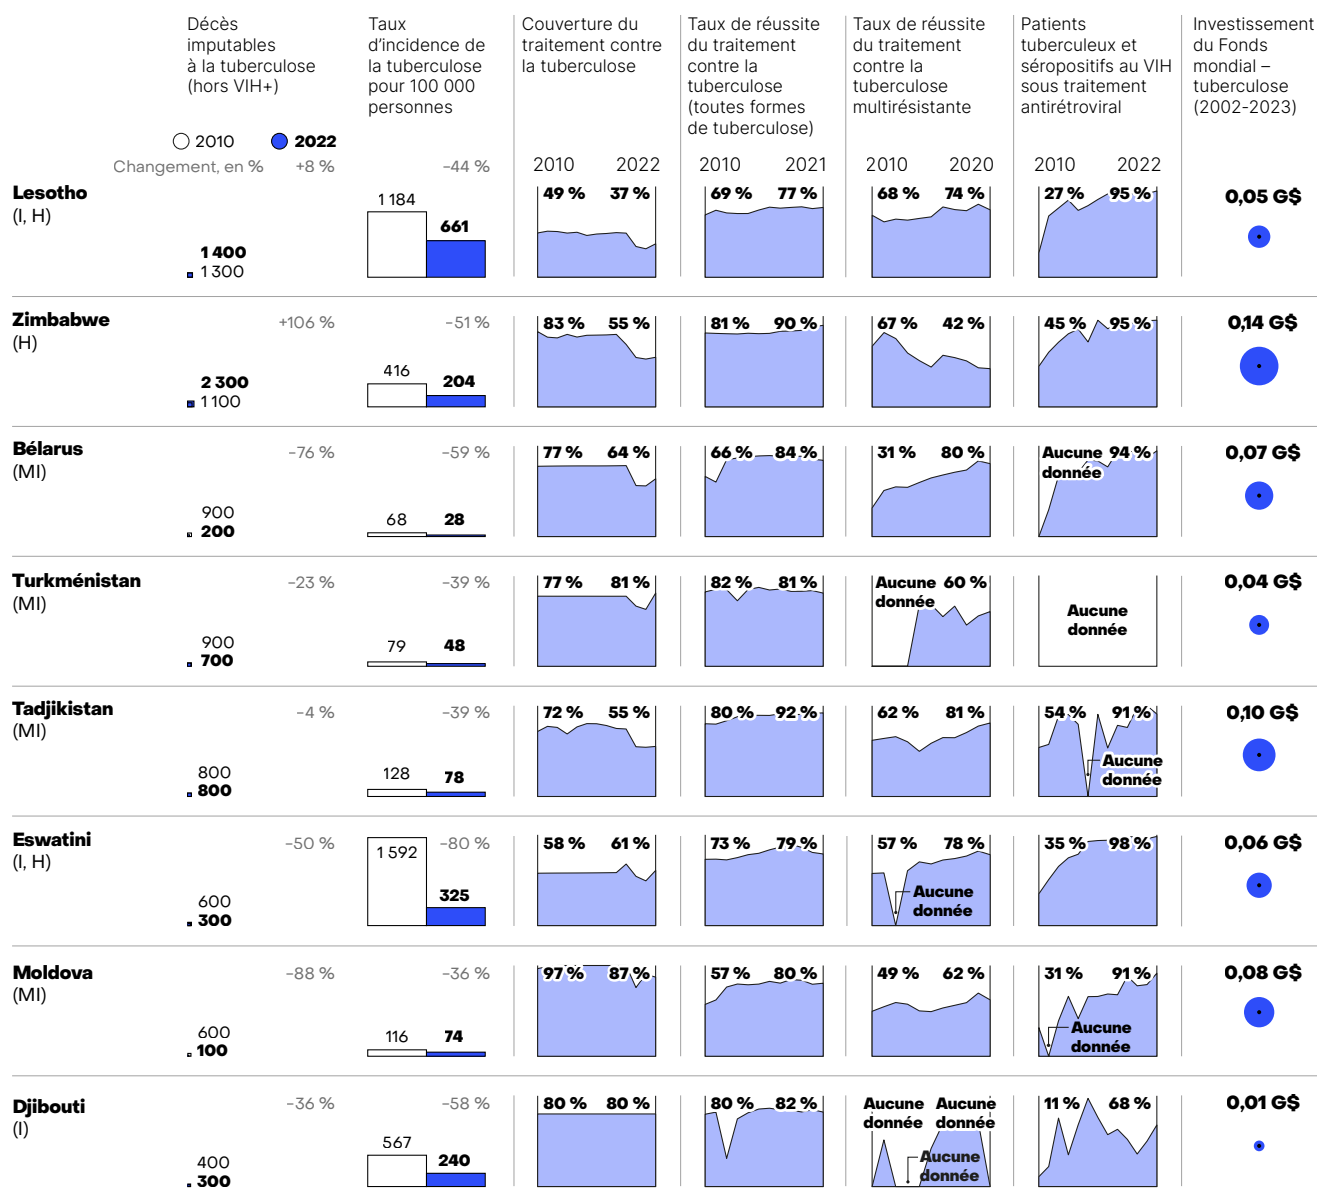 Décès
imputables
à la tuberculose
(hors VIH+)
Taux
d'incidence de
la tuberculose
pour 100 000
personnes
Couverture du
traitement contre
la tuberculose
Taux de réussite
du traitement
contre la
tuberculose
(toutes formes
de tuberculose)
Taux de réussite
du traitement
contre la
tuberculose
multirésistante
Patients
tuberculeux et
séropositifs au VIH
sous traitement
antirétroviral
Investissement
du Fonds
mondial –
tuberculose
(2002-2023)
2010 2022
Changement, en % +8 % -44 % 2010 2022 2010 2021 2010 2020 2010 2022
Lesotho
(I, H)
1 400
1 300
1 184
661
49 % 37 %
69 % 77 %
68 % 74 %
27 % 95 %
0,05 G$
Zimbabwe
(H)
+106 %
2 300
1 100
-51 %
416
204
83 % 55 %
81 % 90 %
67 % 42 %
45 % 95 %
0,14 G$
Bélarus
(MI)
-76 %
900
200
-59 %
68
28
77 % 64 %
66 % 84 %
31 % 80 %
Aucune 94 %
donnée
0,07 G$
Turkménistan
(MI)
-23 %
900
700
-39 %
79
48
77 % 81 %
82 % 81 %
Aucune 60 %
donnée
Aucune
donnée
0,04 G$
Tadjikistan
(MI)
-4 %
800
800
-39 %
128
78
72 % 55 %
80 % 92 %
62 % 81 %
54 % 91 %
Aucune
donnée
0,10 G$
Eswatini
(I, H)
-50 %
600
300
-80 %
1 592
325
58 % 61 %
73 % 79 %
57 % 78 %
Aucune
donnée
35 % 98 %
0,06 G$
Moldova
(MI)
-88 %
600
100
-36 %
116
74
97 % 87 %
57 % 80 %
49 % 62 %
31 % 91 %
Aucune
donnée
0,08 G$
Djibouti
(I)
-36 %
400
300
-58 %
567
240
80 % 80 %
80 % 82 %
Aucune Aucune
donnée donnée
Aucune
donnée
11 % 68 %
0,01 G$